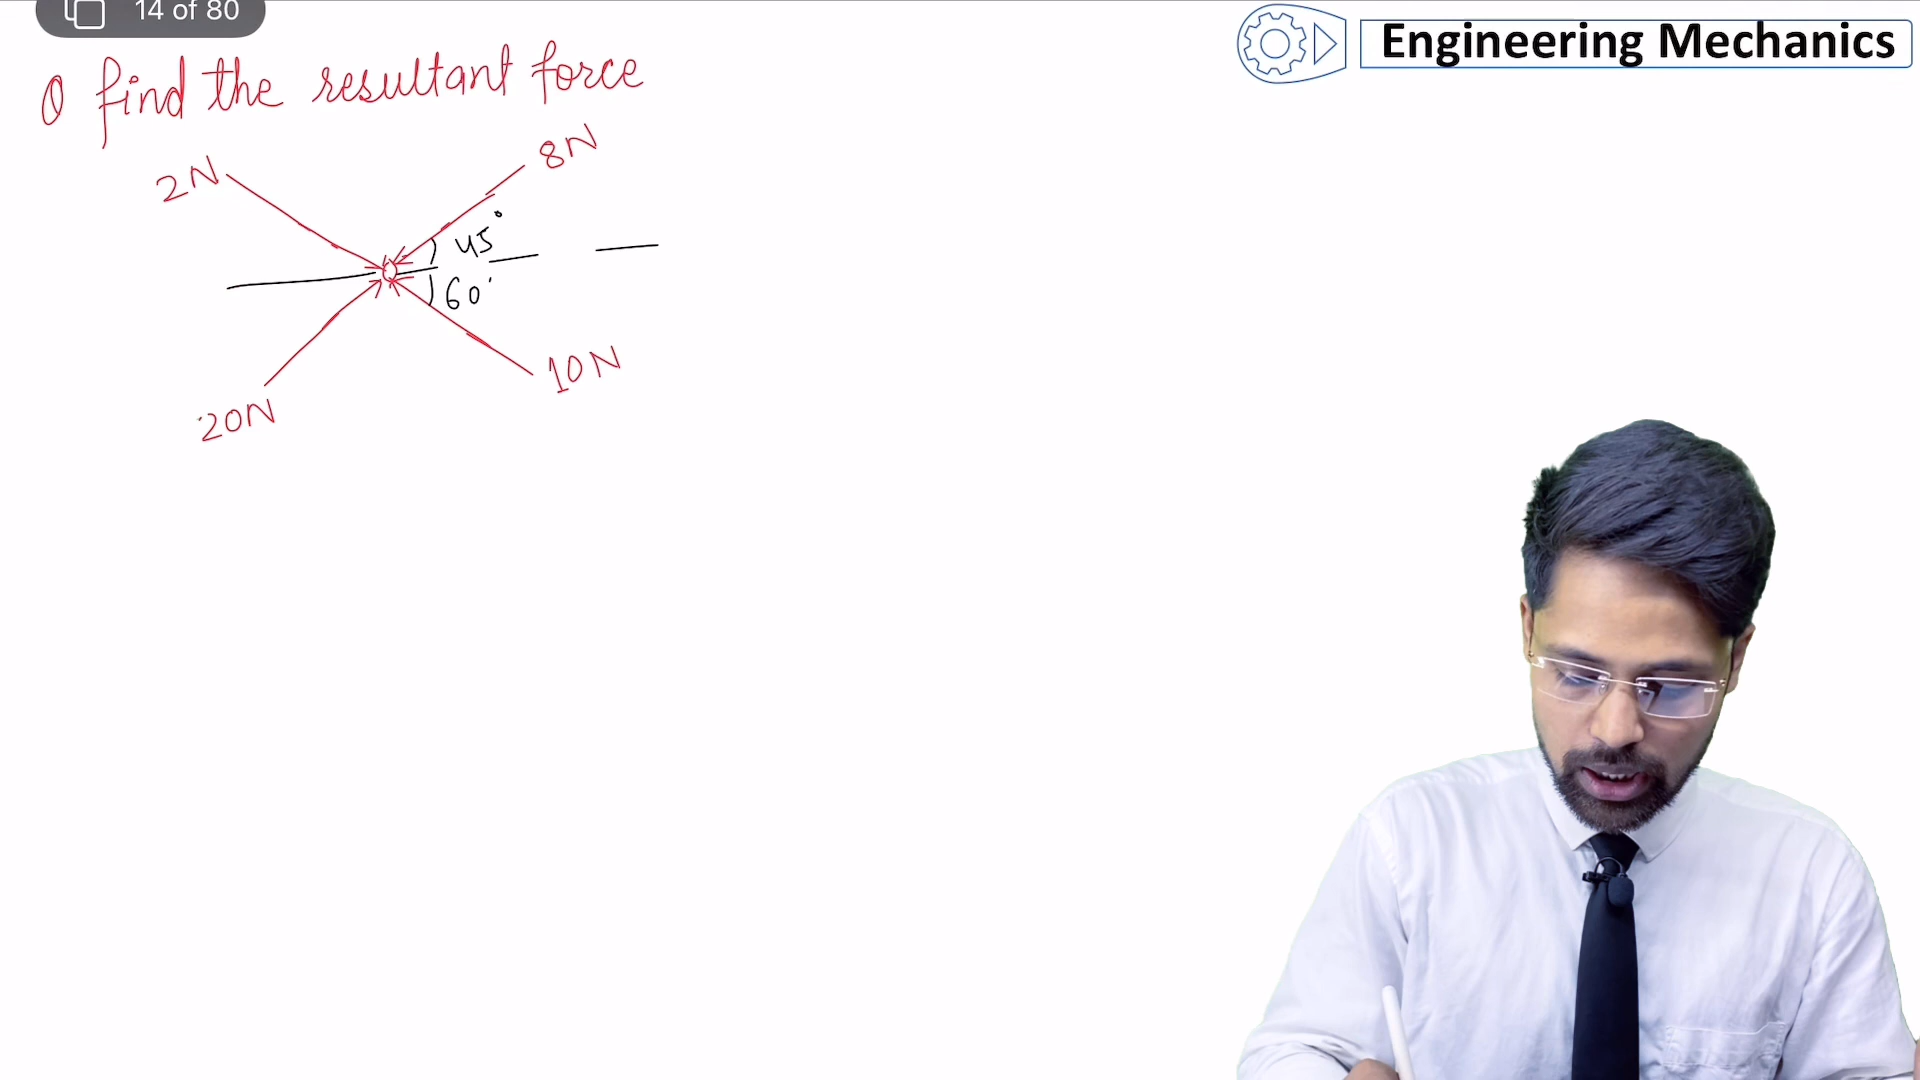 14 of 80
Engineering Mechanics
Q find the resultant force
2N
8N
45°
60°
10N
20N